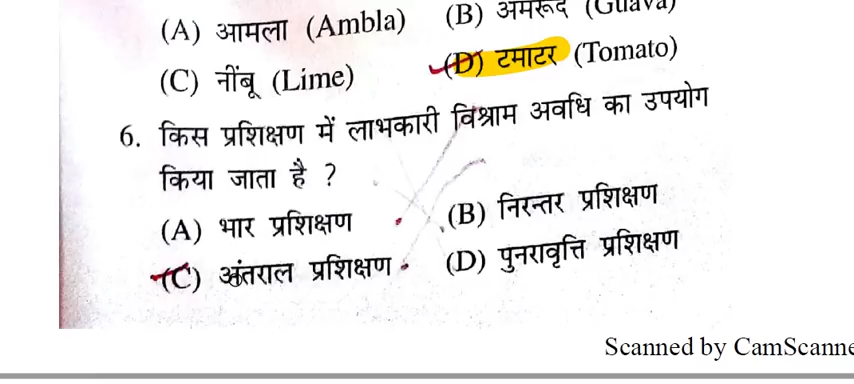 (A) आमला (Ambla) (B) अमरूद (Guava)
(C) नींबू (Lime) (D) टमाटर (Tomato)
6. किस प्रशिक्षण में लाभकारी विश्राम अवधि का उपयोग
किया जाता है ?
(A) भार प्रशिक्षण (B) निरन्तर प्रशिक्षण
(C) अंतराल प्रशिक्षण (D) पुनरावृत्ति प्रशिक्षण
Scanned by CamScanne